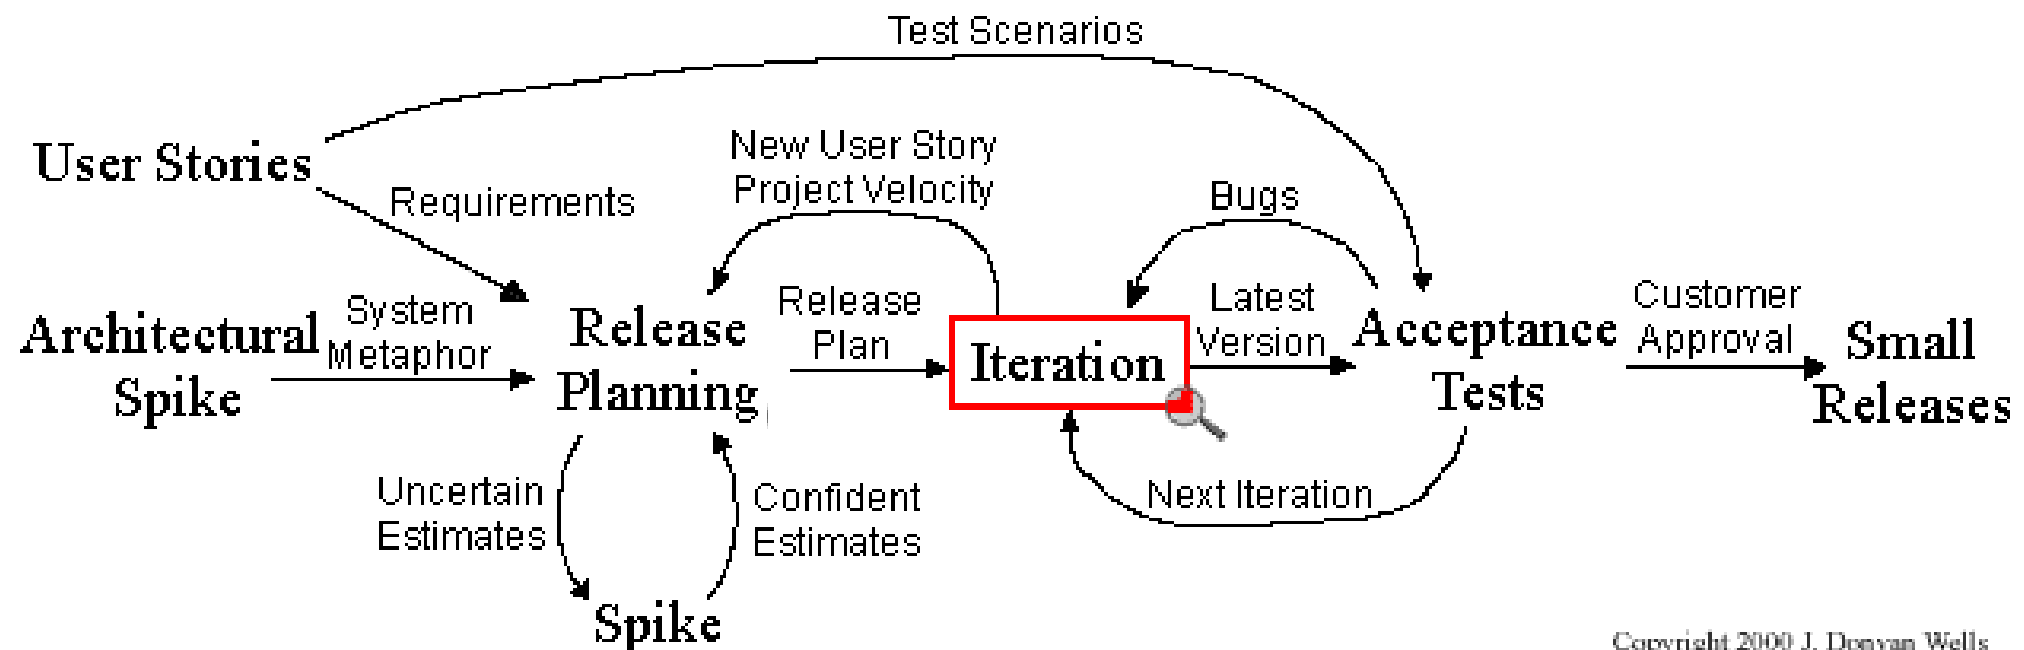 Test Scenarios
User Stories
New User Story
Project Velocity
Requirements
Bugs
Architectural
Spike
System
Metaphor
Release
Planning
Release
Plan
Iteration
Latest
Version
Acceptance
Tests
Customer
Approval
Small
Releases
Uncertain
Estimates
Confident
Estimates
Next Iteration
Spike
Copyright 2000 J. Donvan Wells